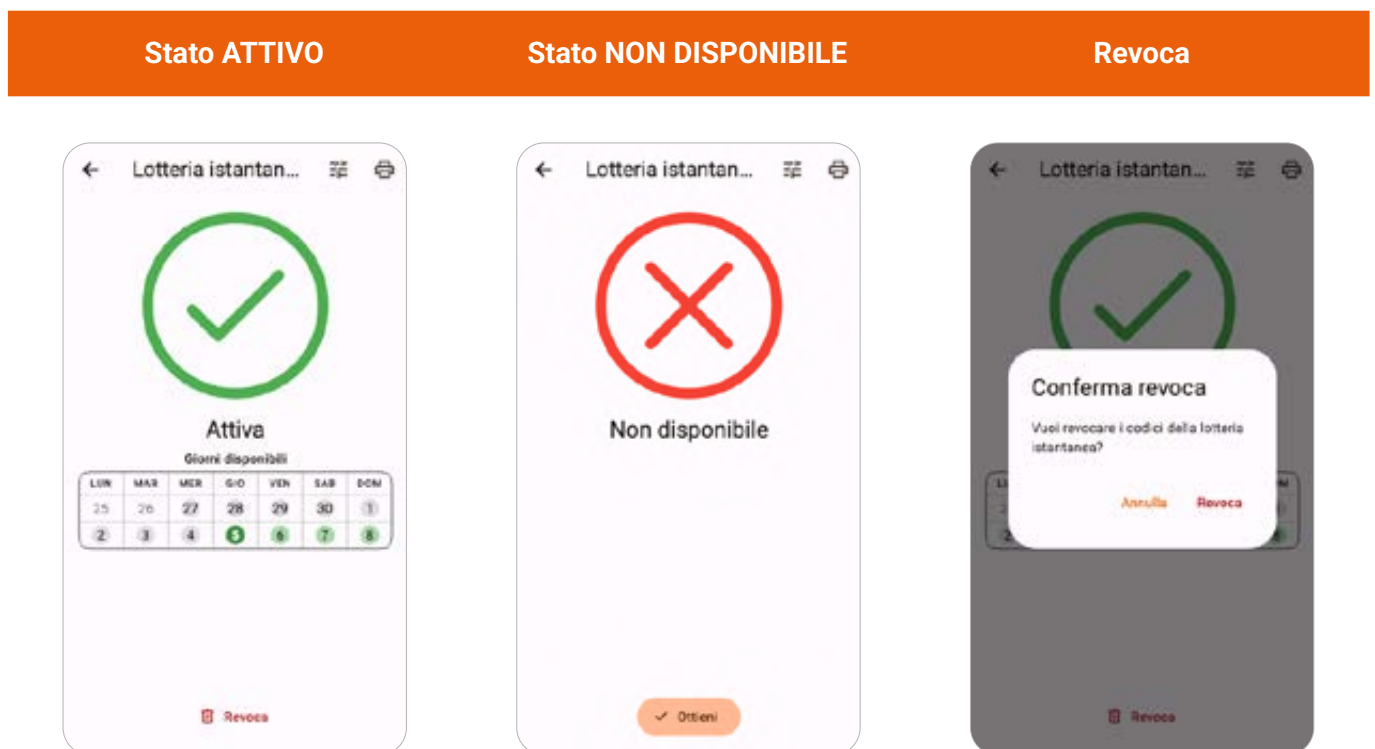 Stato ATTIVO
Stato NON DISPONIBILE
Revoca
Lotteria istantan...
Attiva
Giorni disponibili
LUN MAR MER GIO VEN SAB DOM
25 26 27 28 29 30 1
2 3 4 5 6 7 8
Revoca
Lotteria istantan...
Non disponibile
Ottieni
Lotteria istantan...
Conferma revoca
Vuoi revocare i codici della lotteria
istantanea?
Annulla Revoca
Revoca